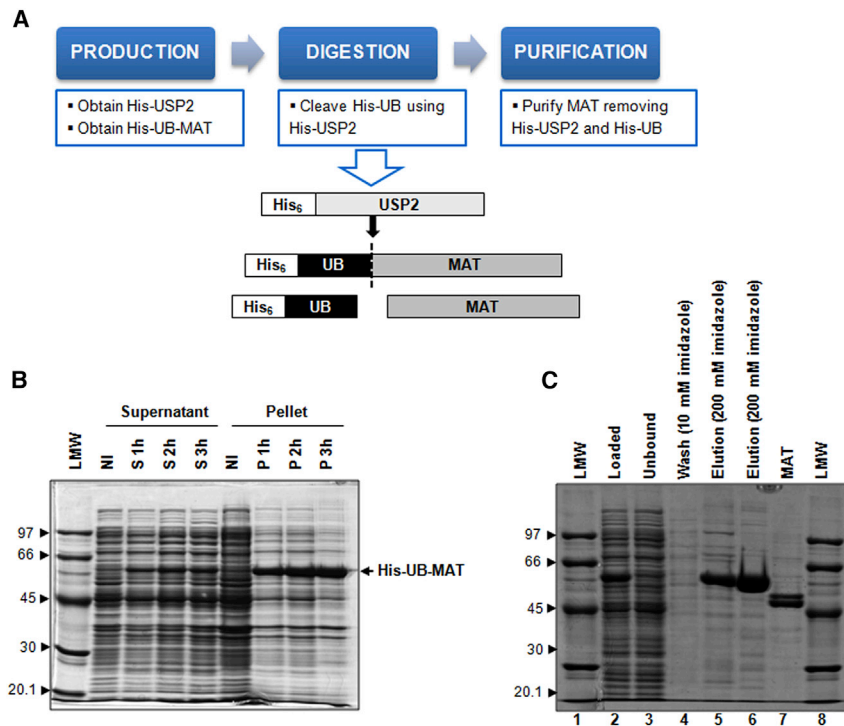 A
PRODUCTION
DIGESTION
PURIFICATION
▪ Obtain His-USP2
▪ Obtain His-UB-MAT
▪ Cleave His-UB using
His-USP2
▪ Purify MAT removing
His-USP2 and His-UB
His6 USP2
His6 UB MAT
His6 UB MAT
B
Supernatant
Pellet
LMW
NI
S 1h
S 2h
S 3h
NI
P 1h
P 2h
P 3h
97
66
45
30
20.1
His-UB-MAT
C
LMW
Loaded
Unbound
Wash (10 mM imidazole)
Elution (200 mM imidazole)
Elution (200 mM imidazole)
MAT
LMW
97
66
45
30
20.1
1 2 3 4 5 6 7 8